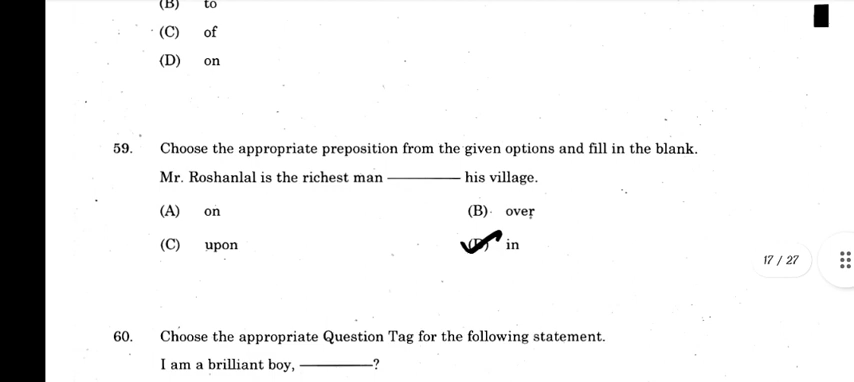 (B) to
(C) of
(D) on
59. Choose the appropriate preposition from the given options and fill in the blank.
Mr. Roshanlal is the richest man ———— his village.
(A) on (B) over
(C) upon (D) in
17 / 27
60. Choose the appropriate Question Tag for the following statement.
I am a brilliant boy, ————?